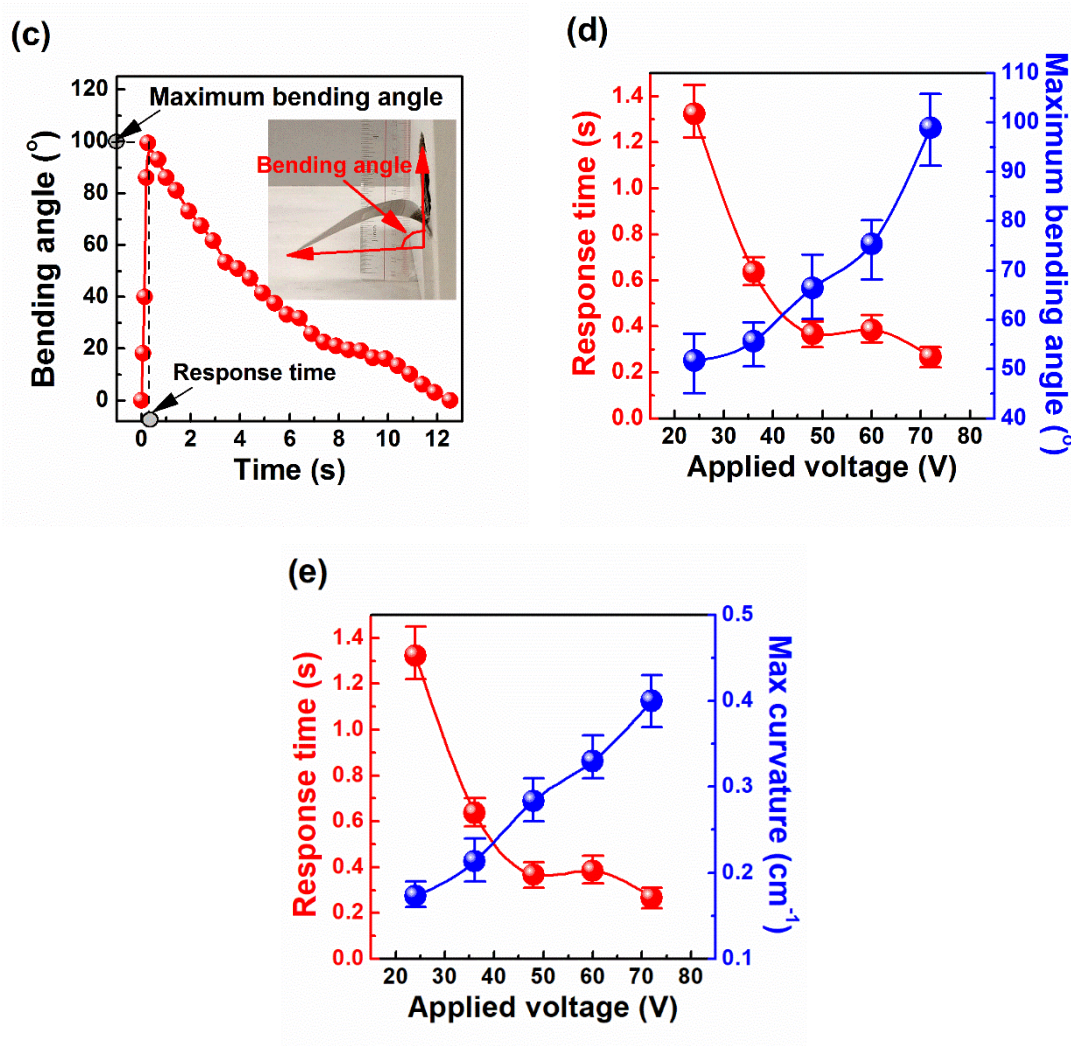 (c)
120
100
80
60
40
20
0
Bending angle (°)
Maximum bending angle
Bending angle
Response time
0 2 4 6 8 10 12
Time (s)
(d)
1.4
1.2
1.0
0.8
0.6
0.4
0.2
0.0
Response time (s)
110
100
90
80
70
60
50
40
Maximum bending angle (°)
20 30 40 50 60 70 80
Applied voltage (V)
(e)
1.4
1.2
1.0
0.8
0.6
0.4
0.2
0.0
Response time (s)
0.5
0.4
0.3
0.2
0.1
Max curvature (cm⁻¹)
20 30 40 50 60 70 80
Applied voltage (V)